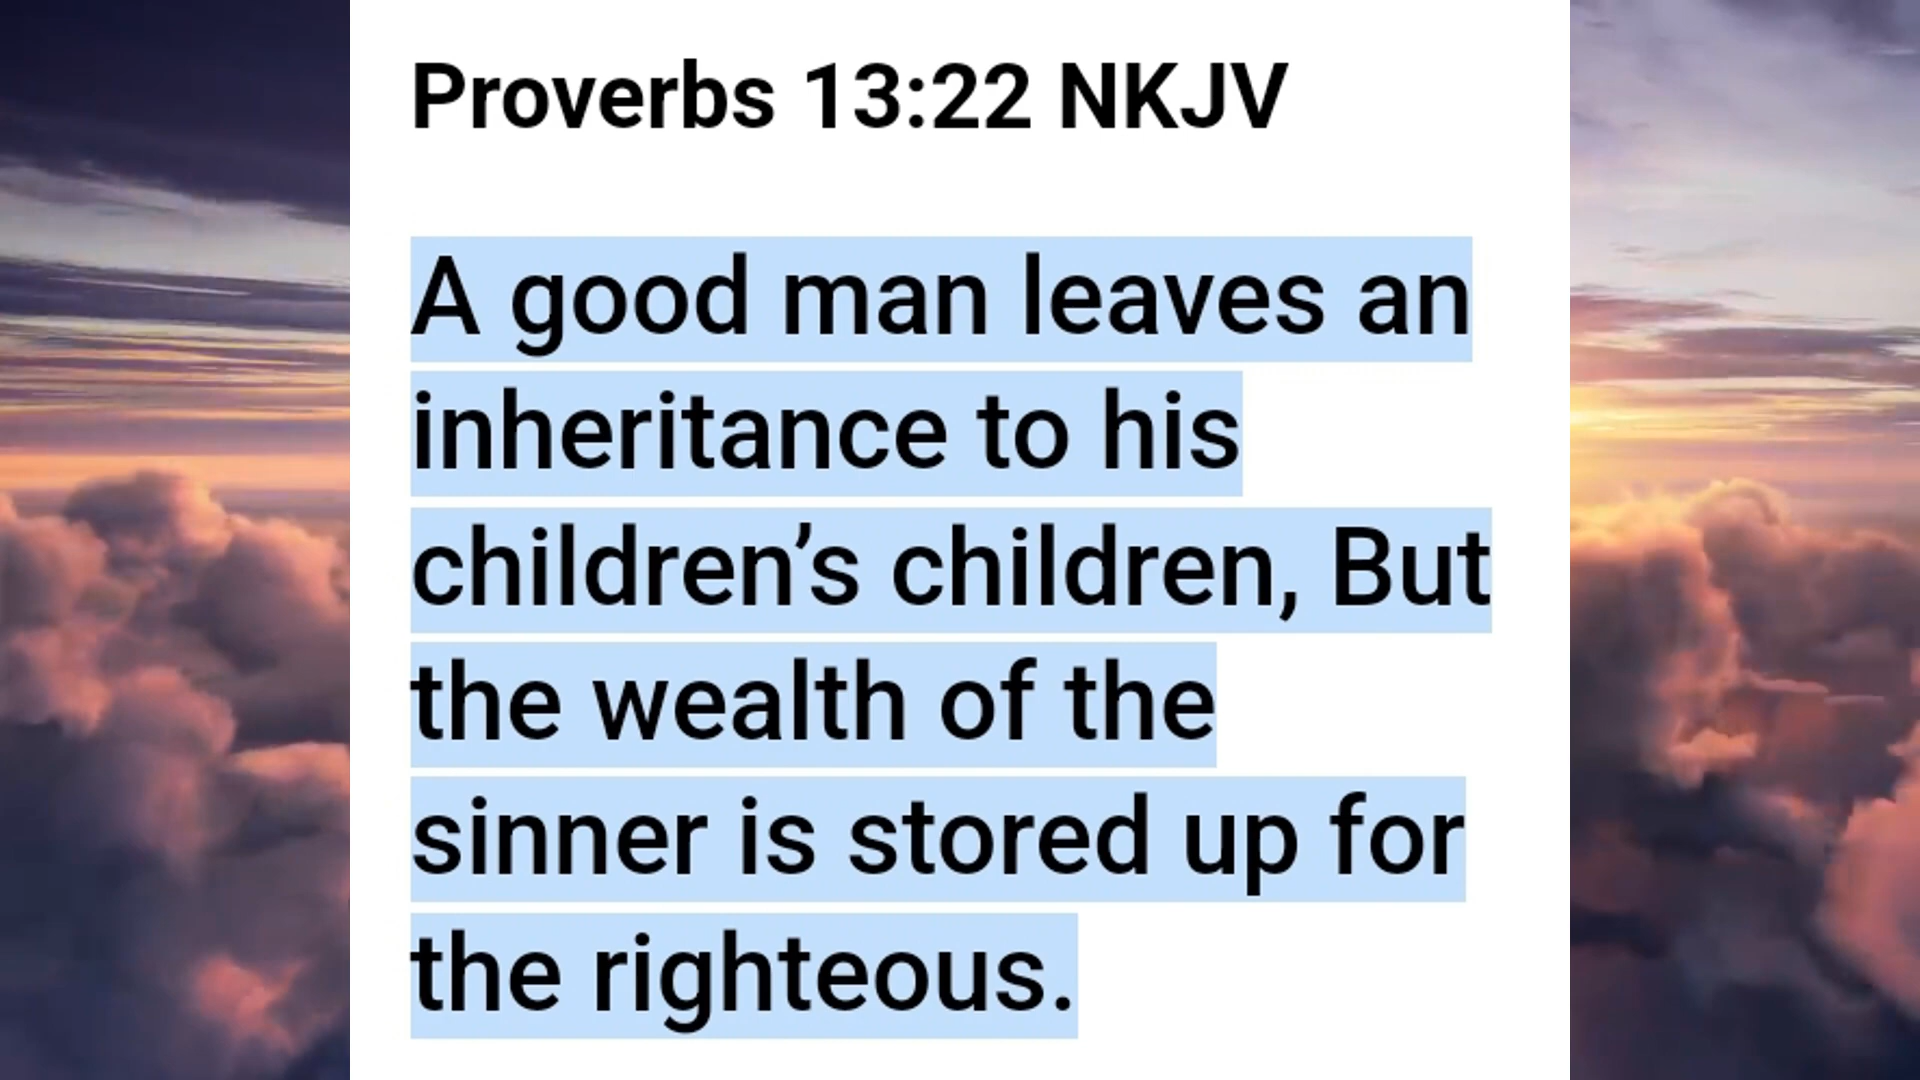 Proverbs 13:22 NKJV
A good man leaves an
inheritance to his
children’s children, But
the wealth of the
sinner is stored up for
the righteous.